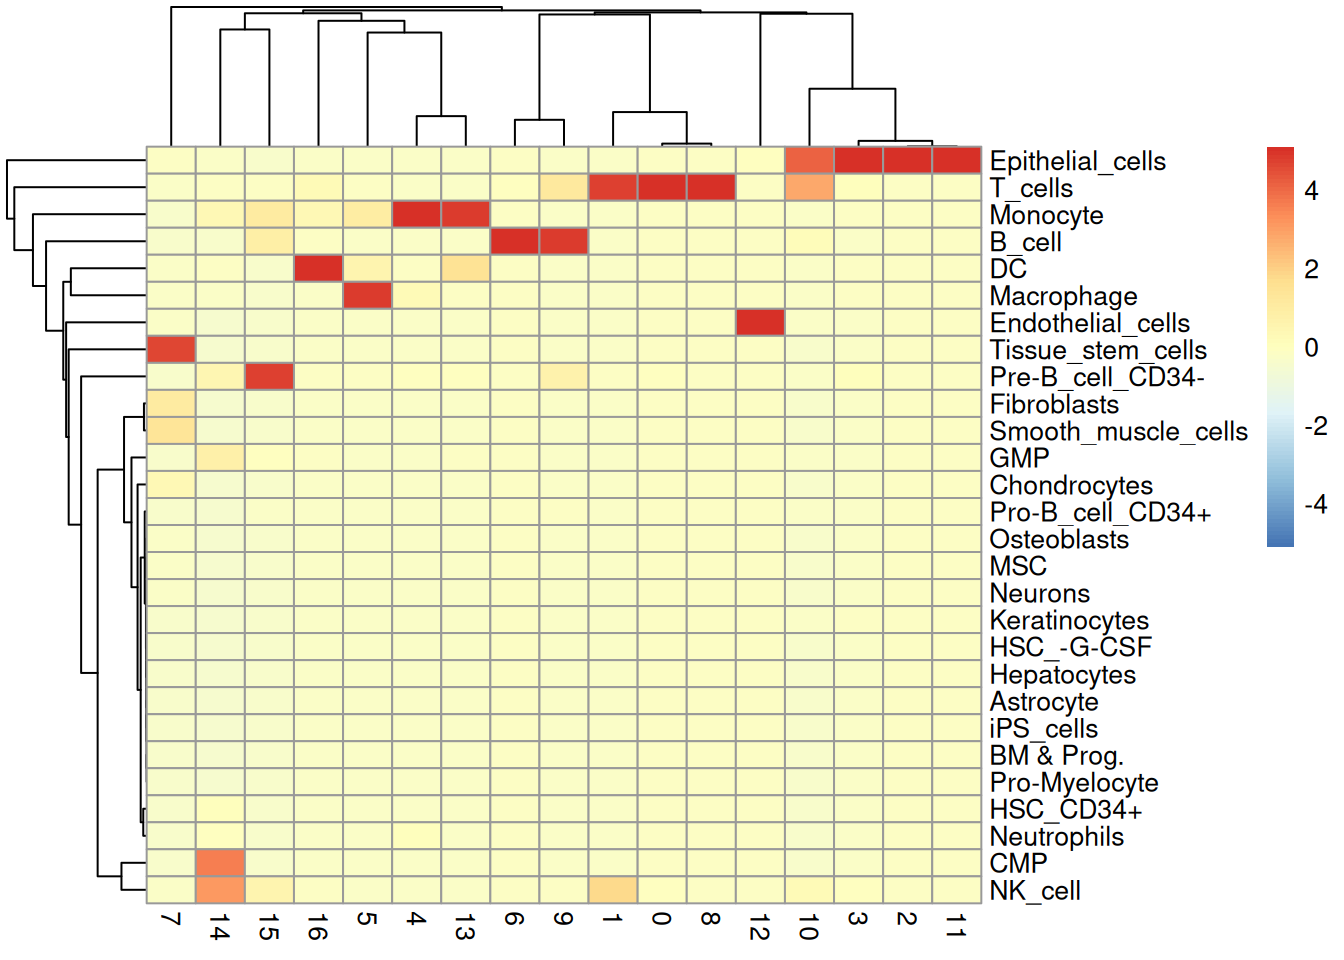 Epithelial_cells
T_cells
Monocyte
B_cell
DC
Macrophage
Endothelial_cells
Tissue_stem_cells
Pre-B_cell_CD34-
Fibroblasts
Smooth_muscle_cells
GMP
Chondrocytes
Pro-B_cell_CD34+
Osteoblasts
MSC
Neurons
Keratinocytes
HSC_-G-CSF
Hepatocytes
Astrocyte
iPS_cells
BM & Prog.
Pro-Myelocyte
HSC_CD34+
Neutrophils
CMP
NK_cell
7 14 15 16 5 4 13 6 9 1 0 8 12 10 3 2 11
4
2
0
-2
-4